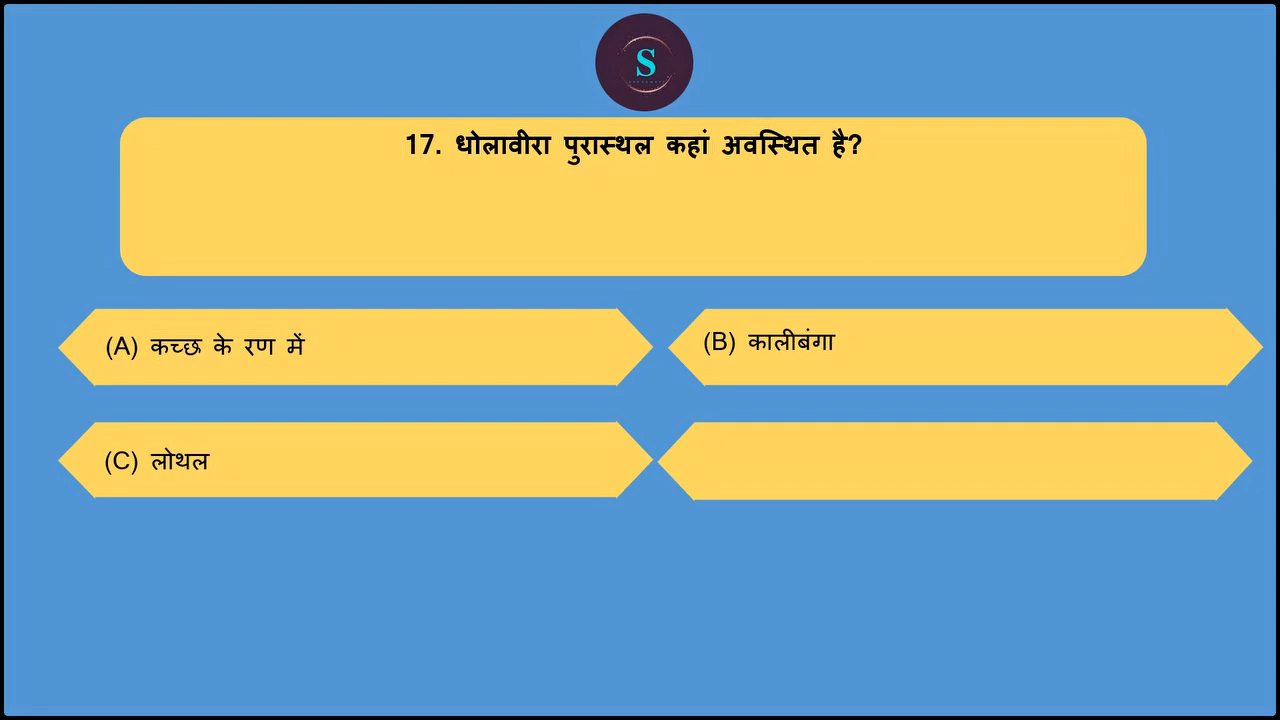 S
17. धोलावीरा पुरास्थल कहां अवस्थित है?
(A) कच्छ के रण में
(B) कालीबंगा
(C) लोथल